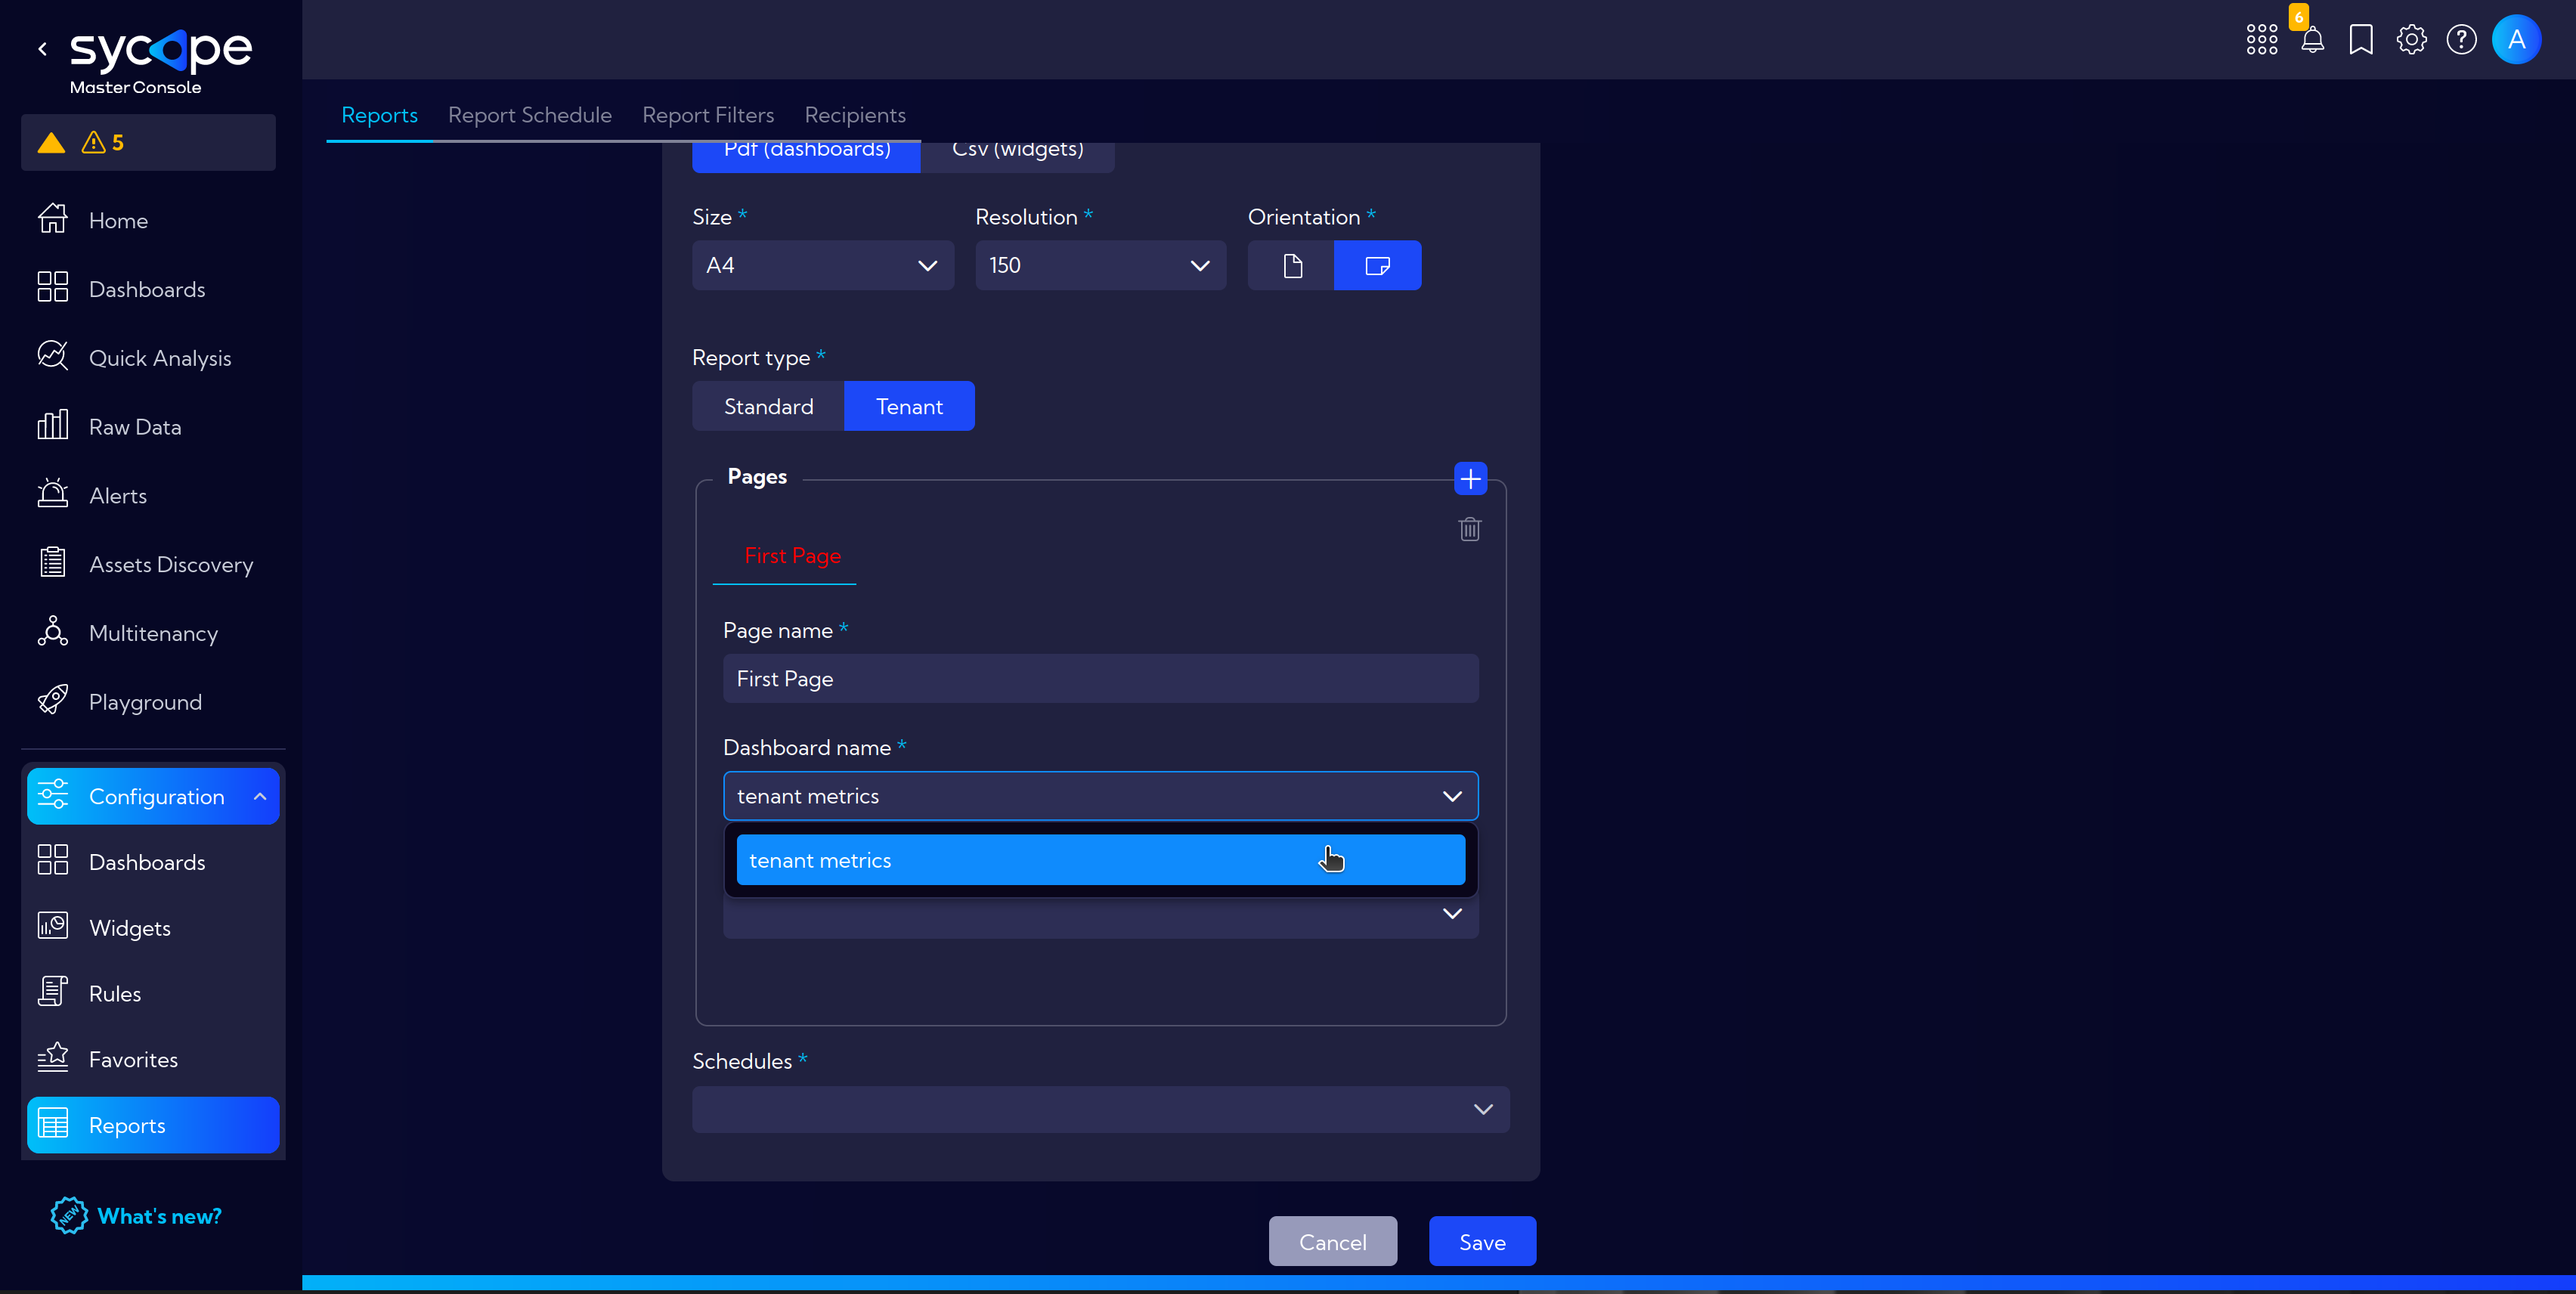 sycope
Master Console
6
A
5
Home
Dashboards
Quick Analysis
Raw Data
Alerts
Assets Discovery
Multitenancy
Playground
Configuration
Dashboards
Widgets
Rules
Favorites
Reports
NEW What's new?
Reports Report Schedule Report Filters Recipients
Pdf (dashboards) Csv (widgets)
Size * Resolution * Orientation *
A4 150
Report type *
Standard Tenant
Pages
First Page
Page name *
First Page
Dashboard name *
tenant metrics
tenant metrics
Schedules *
Cancel Save